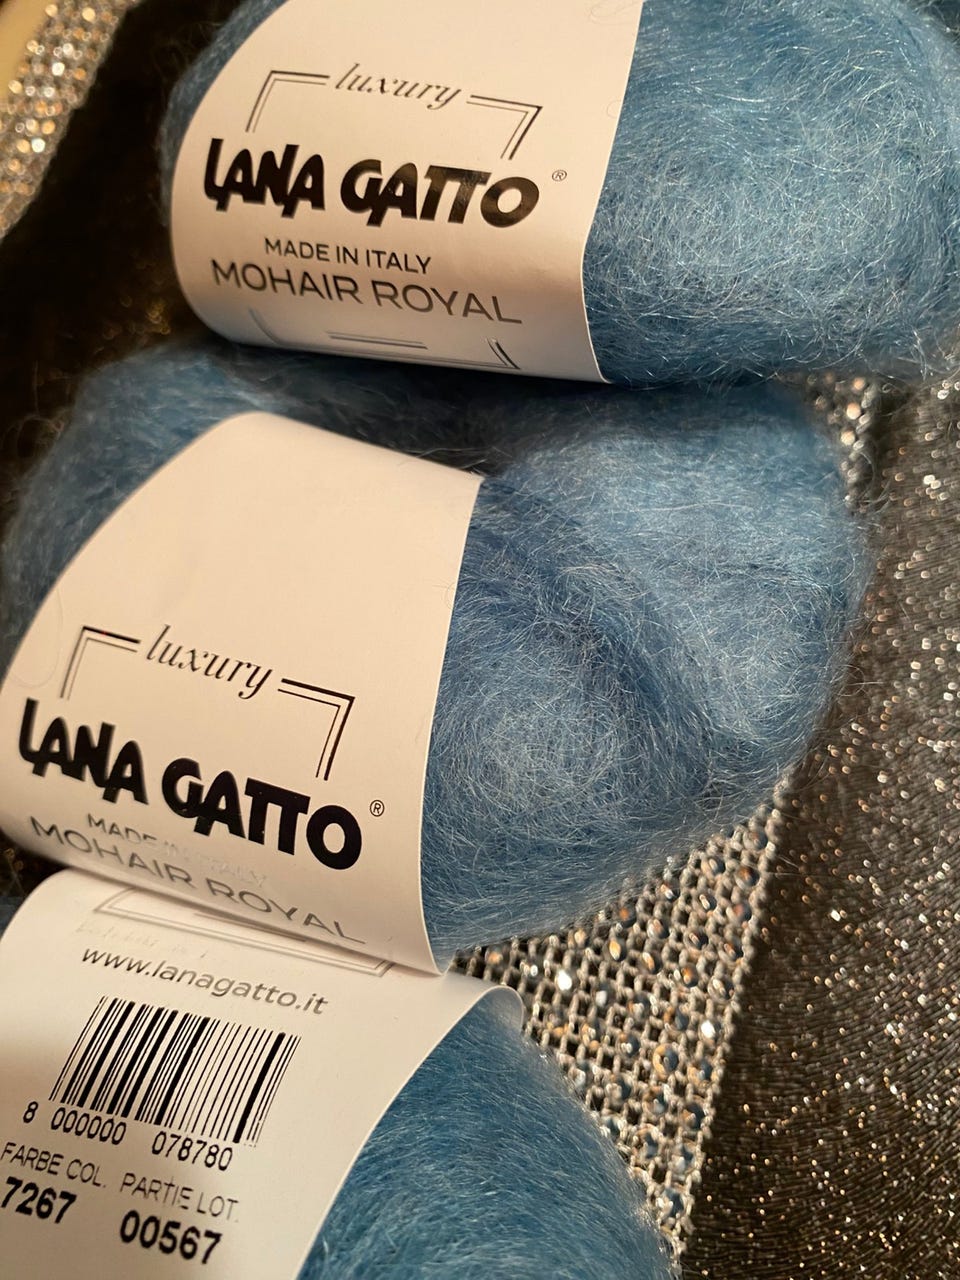 luxury
LANA GATTO®
MADE IN ITALY
MOHAIR ROYAL
luxury
LANA GATTO®
MADE IN ITALY
MOHAIR ROYAL
www.lanagatto.it
8 000000 078780
FARBE COL. PARTIE LOT.
7267 00567